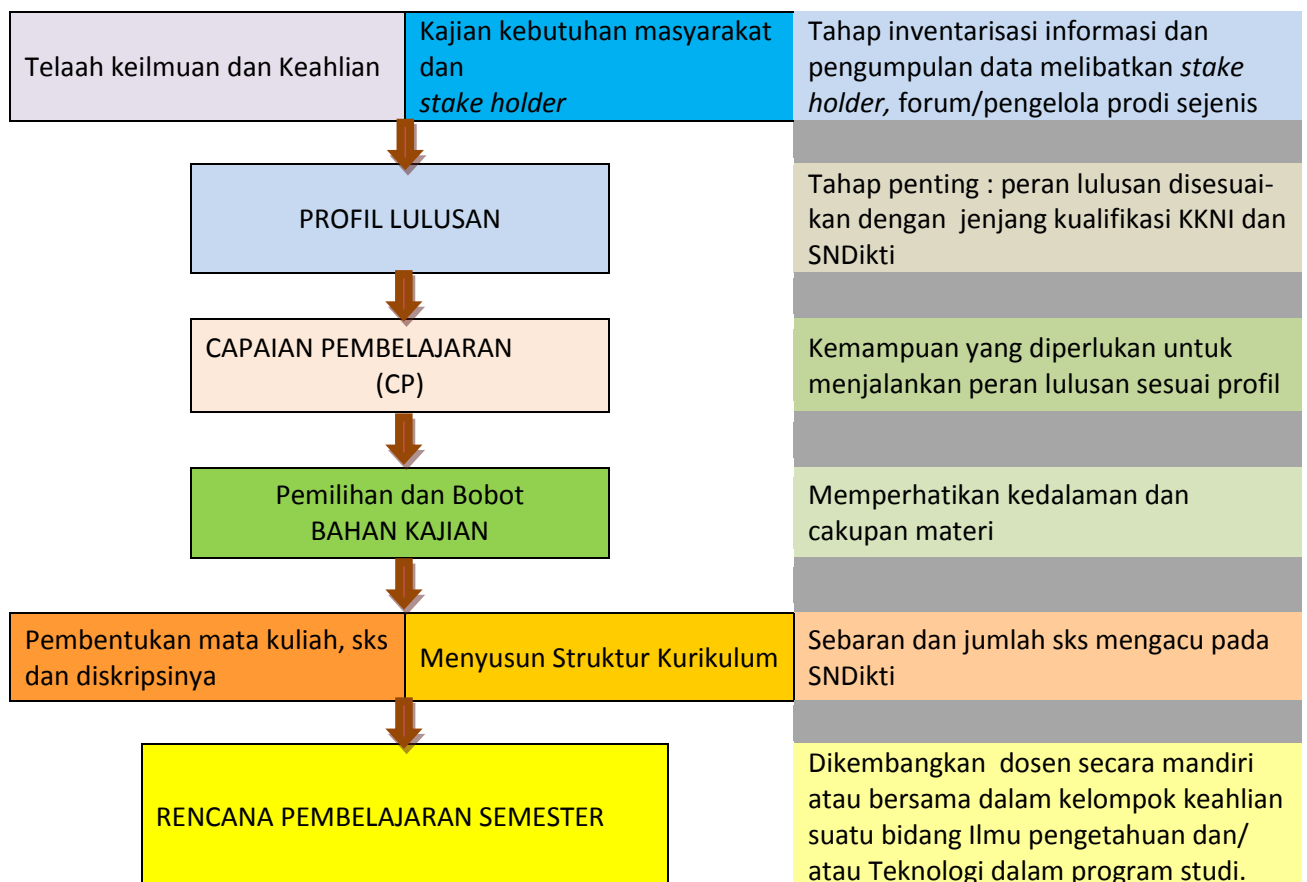 Telaah keilmuan dan Keahlian
Kajian kebutuhan masyarakat
dan
stake holder
Tahap inventarisasi informasi dan
pengumpulan data melibatkan stake
holder, forum/pengelola prodi sejenis
PROFIL LULUSAN
Tahap penting : peran lulusan disesuai-
kan dengan jenjang kualifikasi KKNI dan
SNDikti
CAPAIAN PEMBELAJARAN
(CP)
Kemampuan yang diperlukan untuk
menjalankan peran lulusan sesuai profil
Pemilihan dan Bobot
BAHAN KAJIAN
Memperhatikan kedalaman dan
cakupan materi
Pembentukan mata kuliah, sks
dan diskripsinya
Menyusun Struktur Kurikulum
Sebaran dan jumlah sks mengacu pada
SNDikti
RENCANA PEMBELAJARAN SEMESTER
Dikembangkan dosen secara mandiri
atau bersama dalam kelompok keahlian
suatu bidang Ilmu pengetahuan dan/
atau Teknologi dalam program studi.